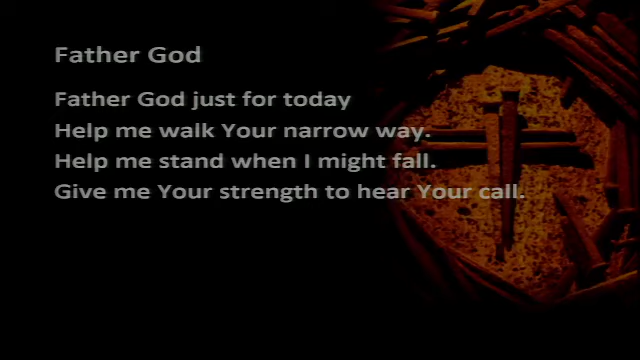 Father God
Father God just for today
Help me walk Your narrow way.
Help me stand when I might fall.
Give me Your strength to hear Your call.